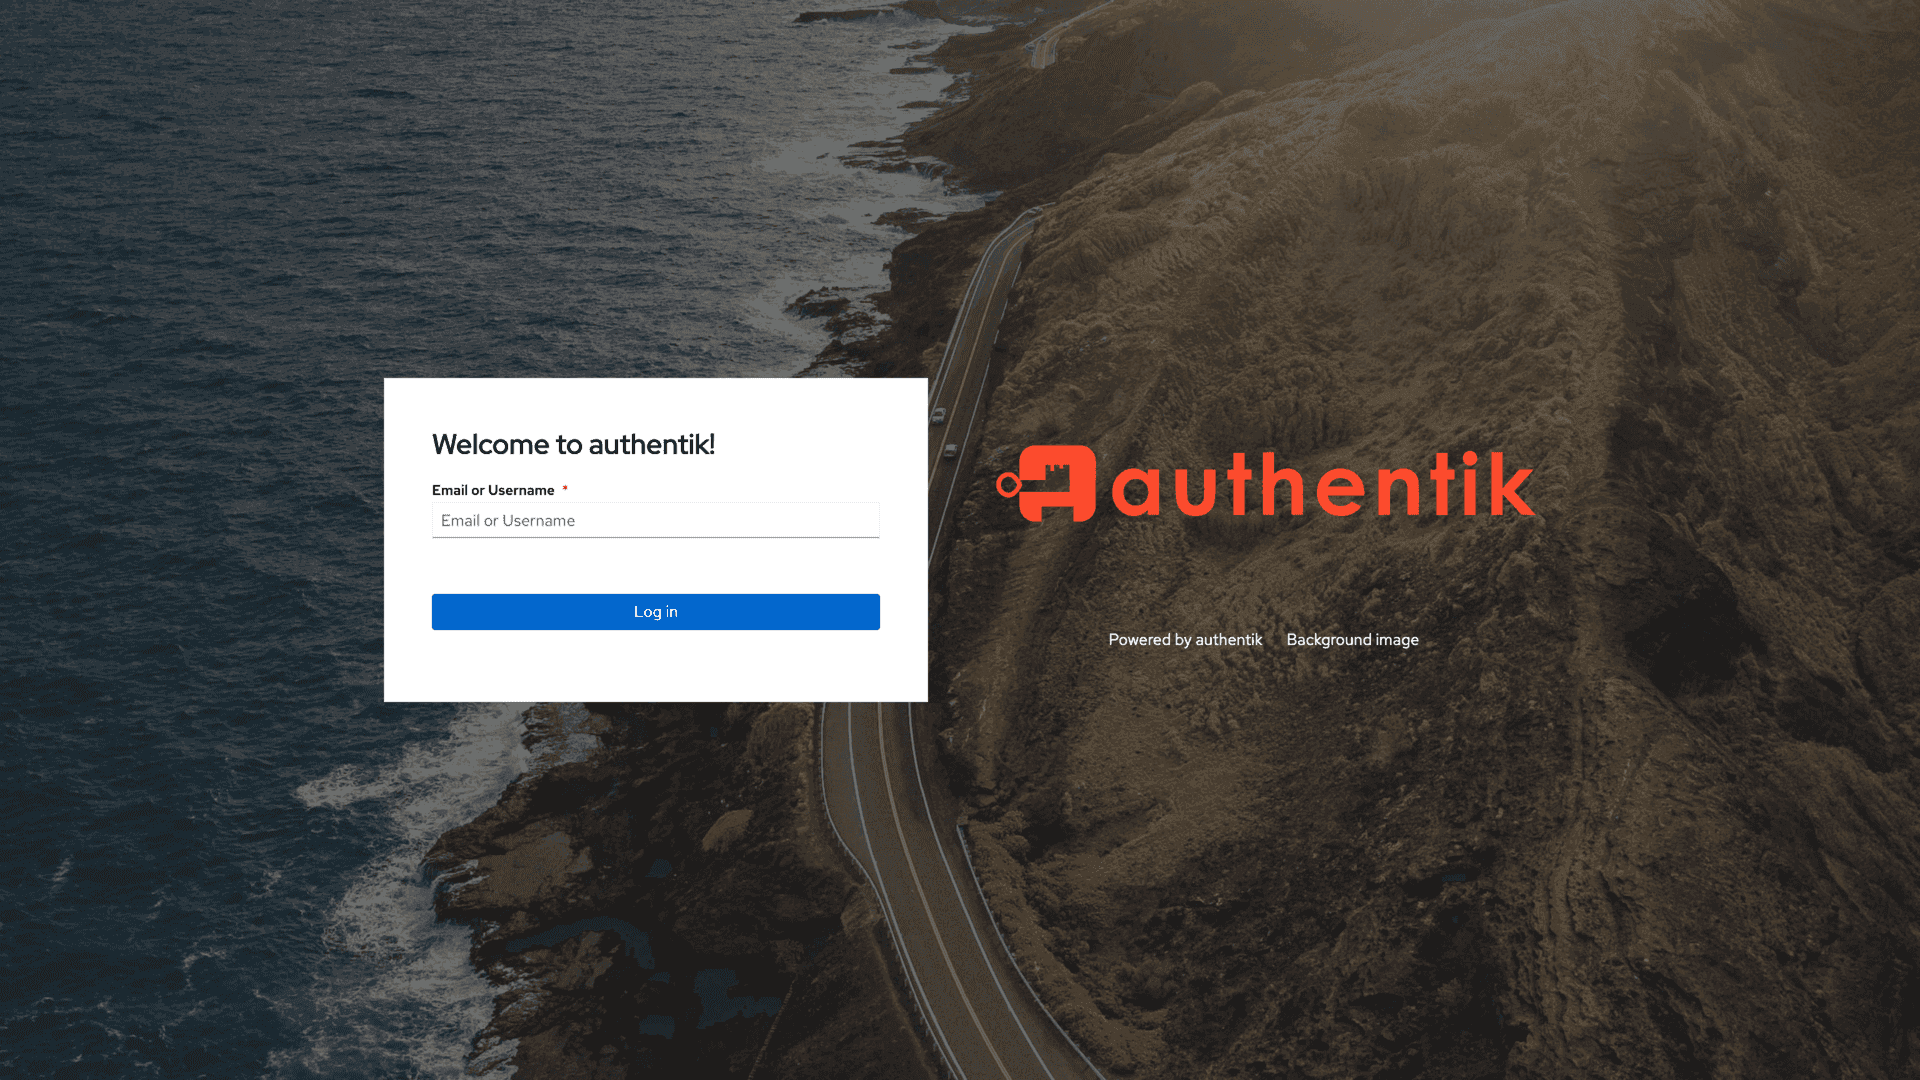 Welcome to authentik!
Email or Username *
Email or Username
Log in
authentik
Powered by authentik Background image